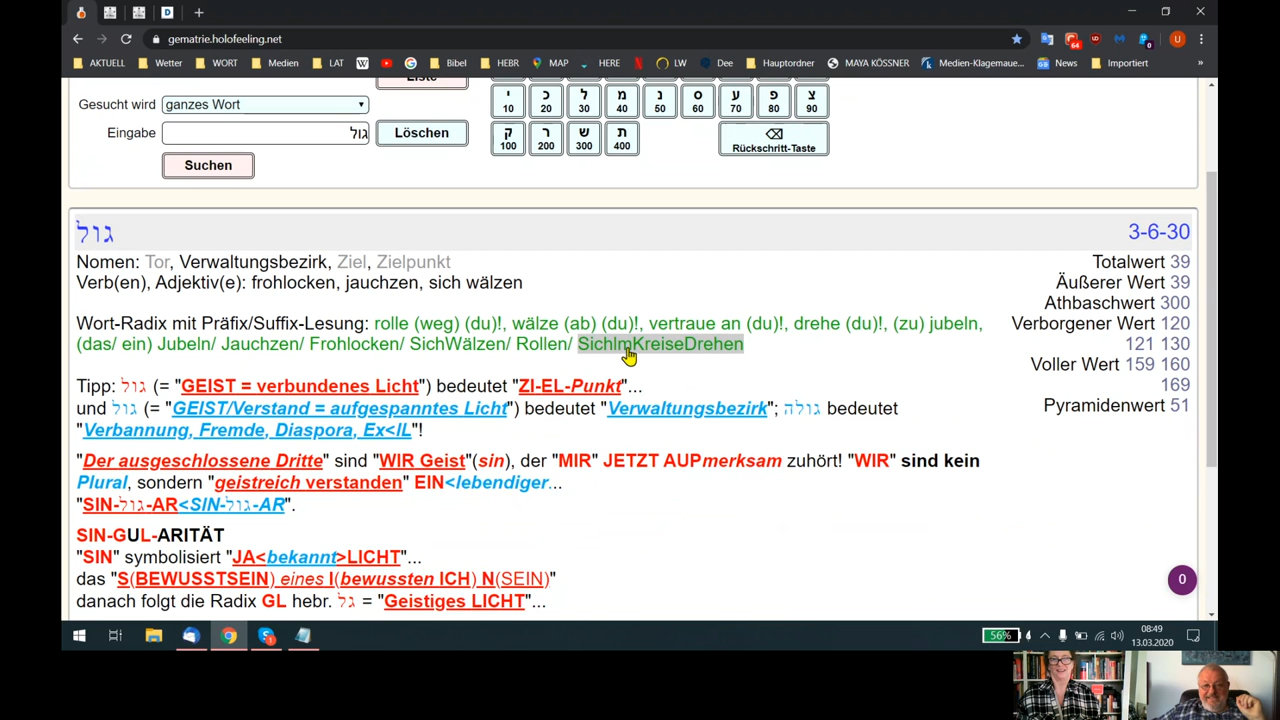 D
gematrie.holofeeling.net
64
0
U
AKTUELL Wetter WORT Medien LAT W G Bibel HEBR MAP HERE LW Dee Hauptordner MAYA KÖSSNER Medien-Klagemaue... News Importiert »
Liste
Gesucht wird ganzes Wort
Eingabe גול Löschen
Suchen
י כ ל מ נ ס ע פ צ
10 20 30 40 50 60 70 80 90
ק ר ש ת
100 200 300 400 Rückschritt-Taste
גול 3-6-30
Nomen: Tor, Verwaltungsbezirk, Ziel, Zielpunkt
Verb(en), Adjektiv(e): frohlocken, jauchzen, sich wälzen
Wort-Radix mit Präfix/Suffix-Lesung: rolle (weg) (du)!, wälze (ab) (du)!, vertraue an (du)!, drehe (du)!, (zu) jubeln,
(das/ ein) Jubeln/ Jauchzen/ Frohlocken/ SichWälzen/ Rollen/ SichImKreiseDrehen
Totalwert 39
Äußerer Wert 39
Athbaschwert 300
Verborgener Wert 120
121 130
Voller Wert 159 160
169
Pyramidenwert 51
Tipp: גול (= "GEIST = verbundenes Licht") bedeutet "ZI-EL-Punkt"...
und גול (= "GEIST/Verstand = aufgespanntes Licht") bedeutet "Verwaltungsbezirk"; גולה bedeutet
"Verbannung, Fremde, Diaspora, Ex<IL"!
"Der ausgeschlossene Dritte" sind "WIR Geist"(sin), der "MIR" JETZT AUPmerksam zuhört! "WIR" sind kein
Plural, sondern "geistreich verstanden" EIN<lebendiger...
"SIN-גול-AR<SIN-גול-AR".
SIN-GUL-ARITÄT
"SIN" symbolisiert "JA<bekannt>LICHT"...
das "S(BEWUSSTSEIN) eines I(bewussten ICH) N(SEIN)"
danach folgt die Radix GL hebr. גל = "Geistiges LICHT"...
0
56%
08:49
13.03.2020